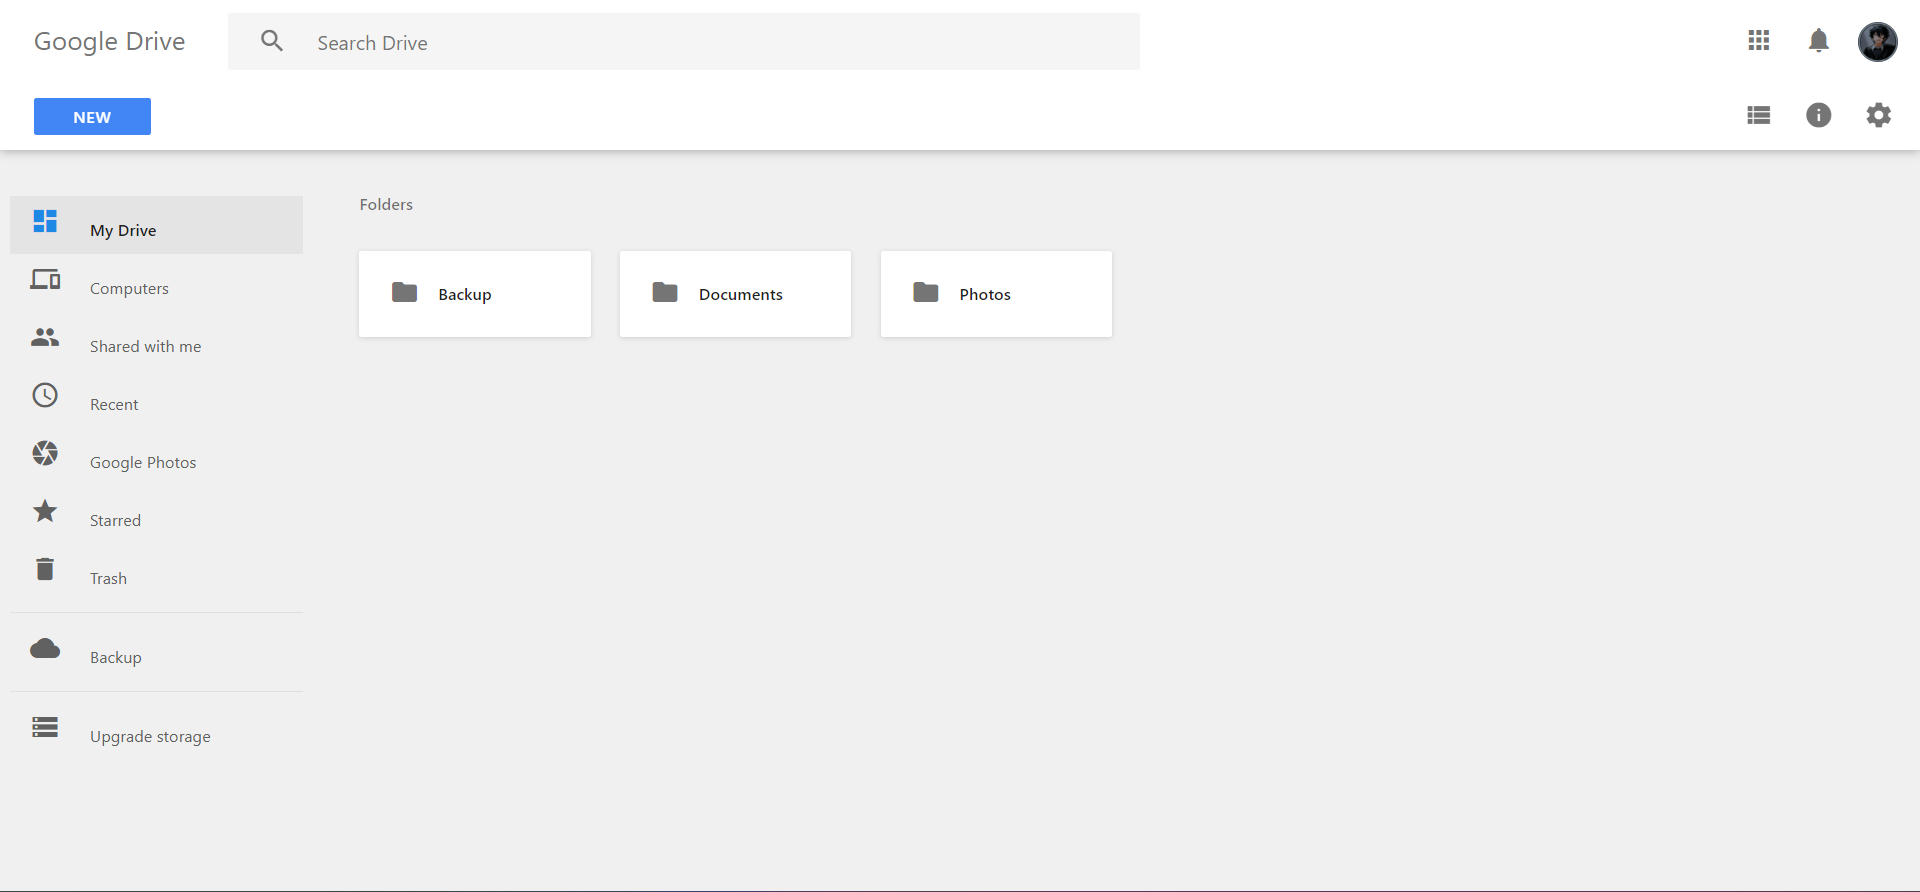 Google Drive
Search Drive
NEW
My Drive
Computers
Shared with me
Recent
Google Photos
Starred
Trash
Backup
Upgrade storage
Folders
Backup
Documents
Photos